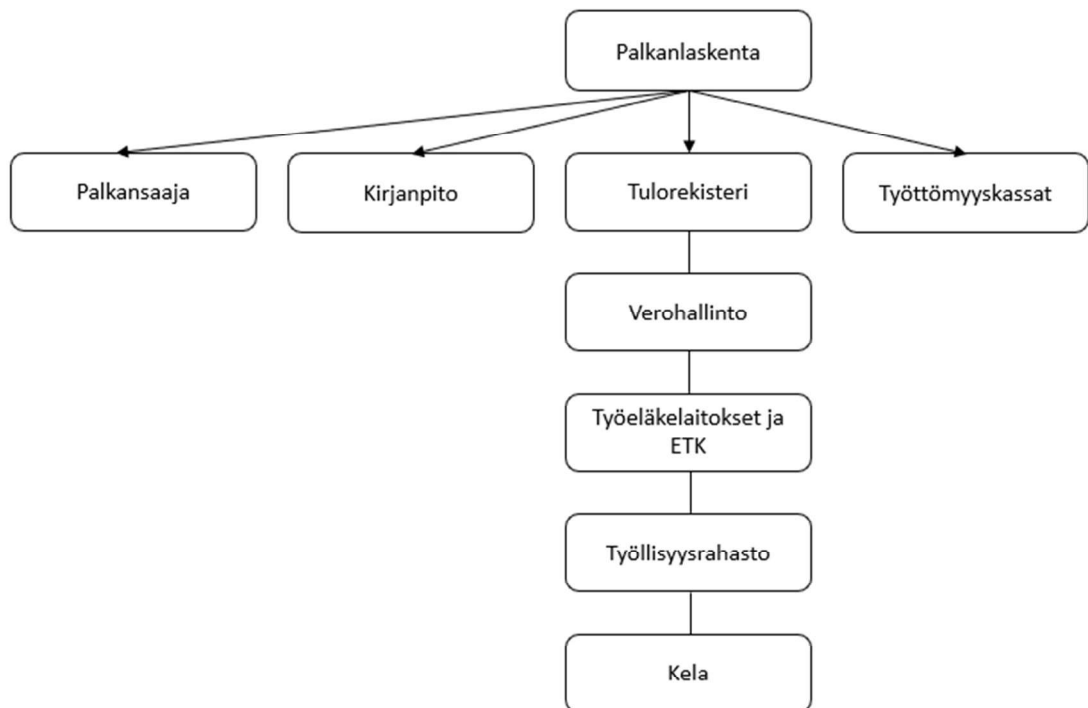 Palkanlaskenta
Palkansaaja
Kirjanpito
Tulorekisteri
Työttömyyskassat
Verohallinto
Työeläkelaitokset ja
ETK
Työllisyysrahasto
Kela